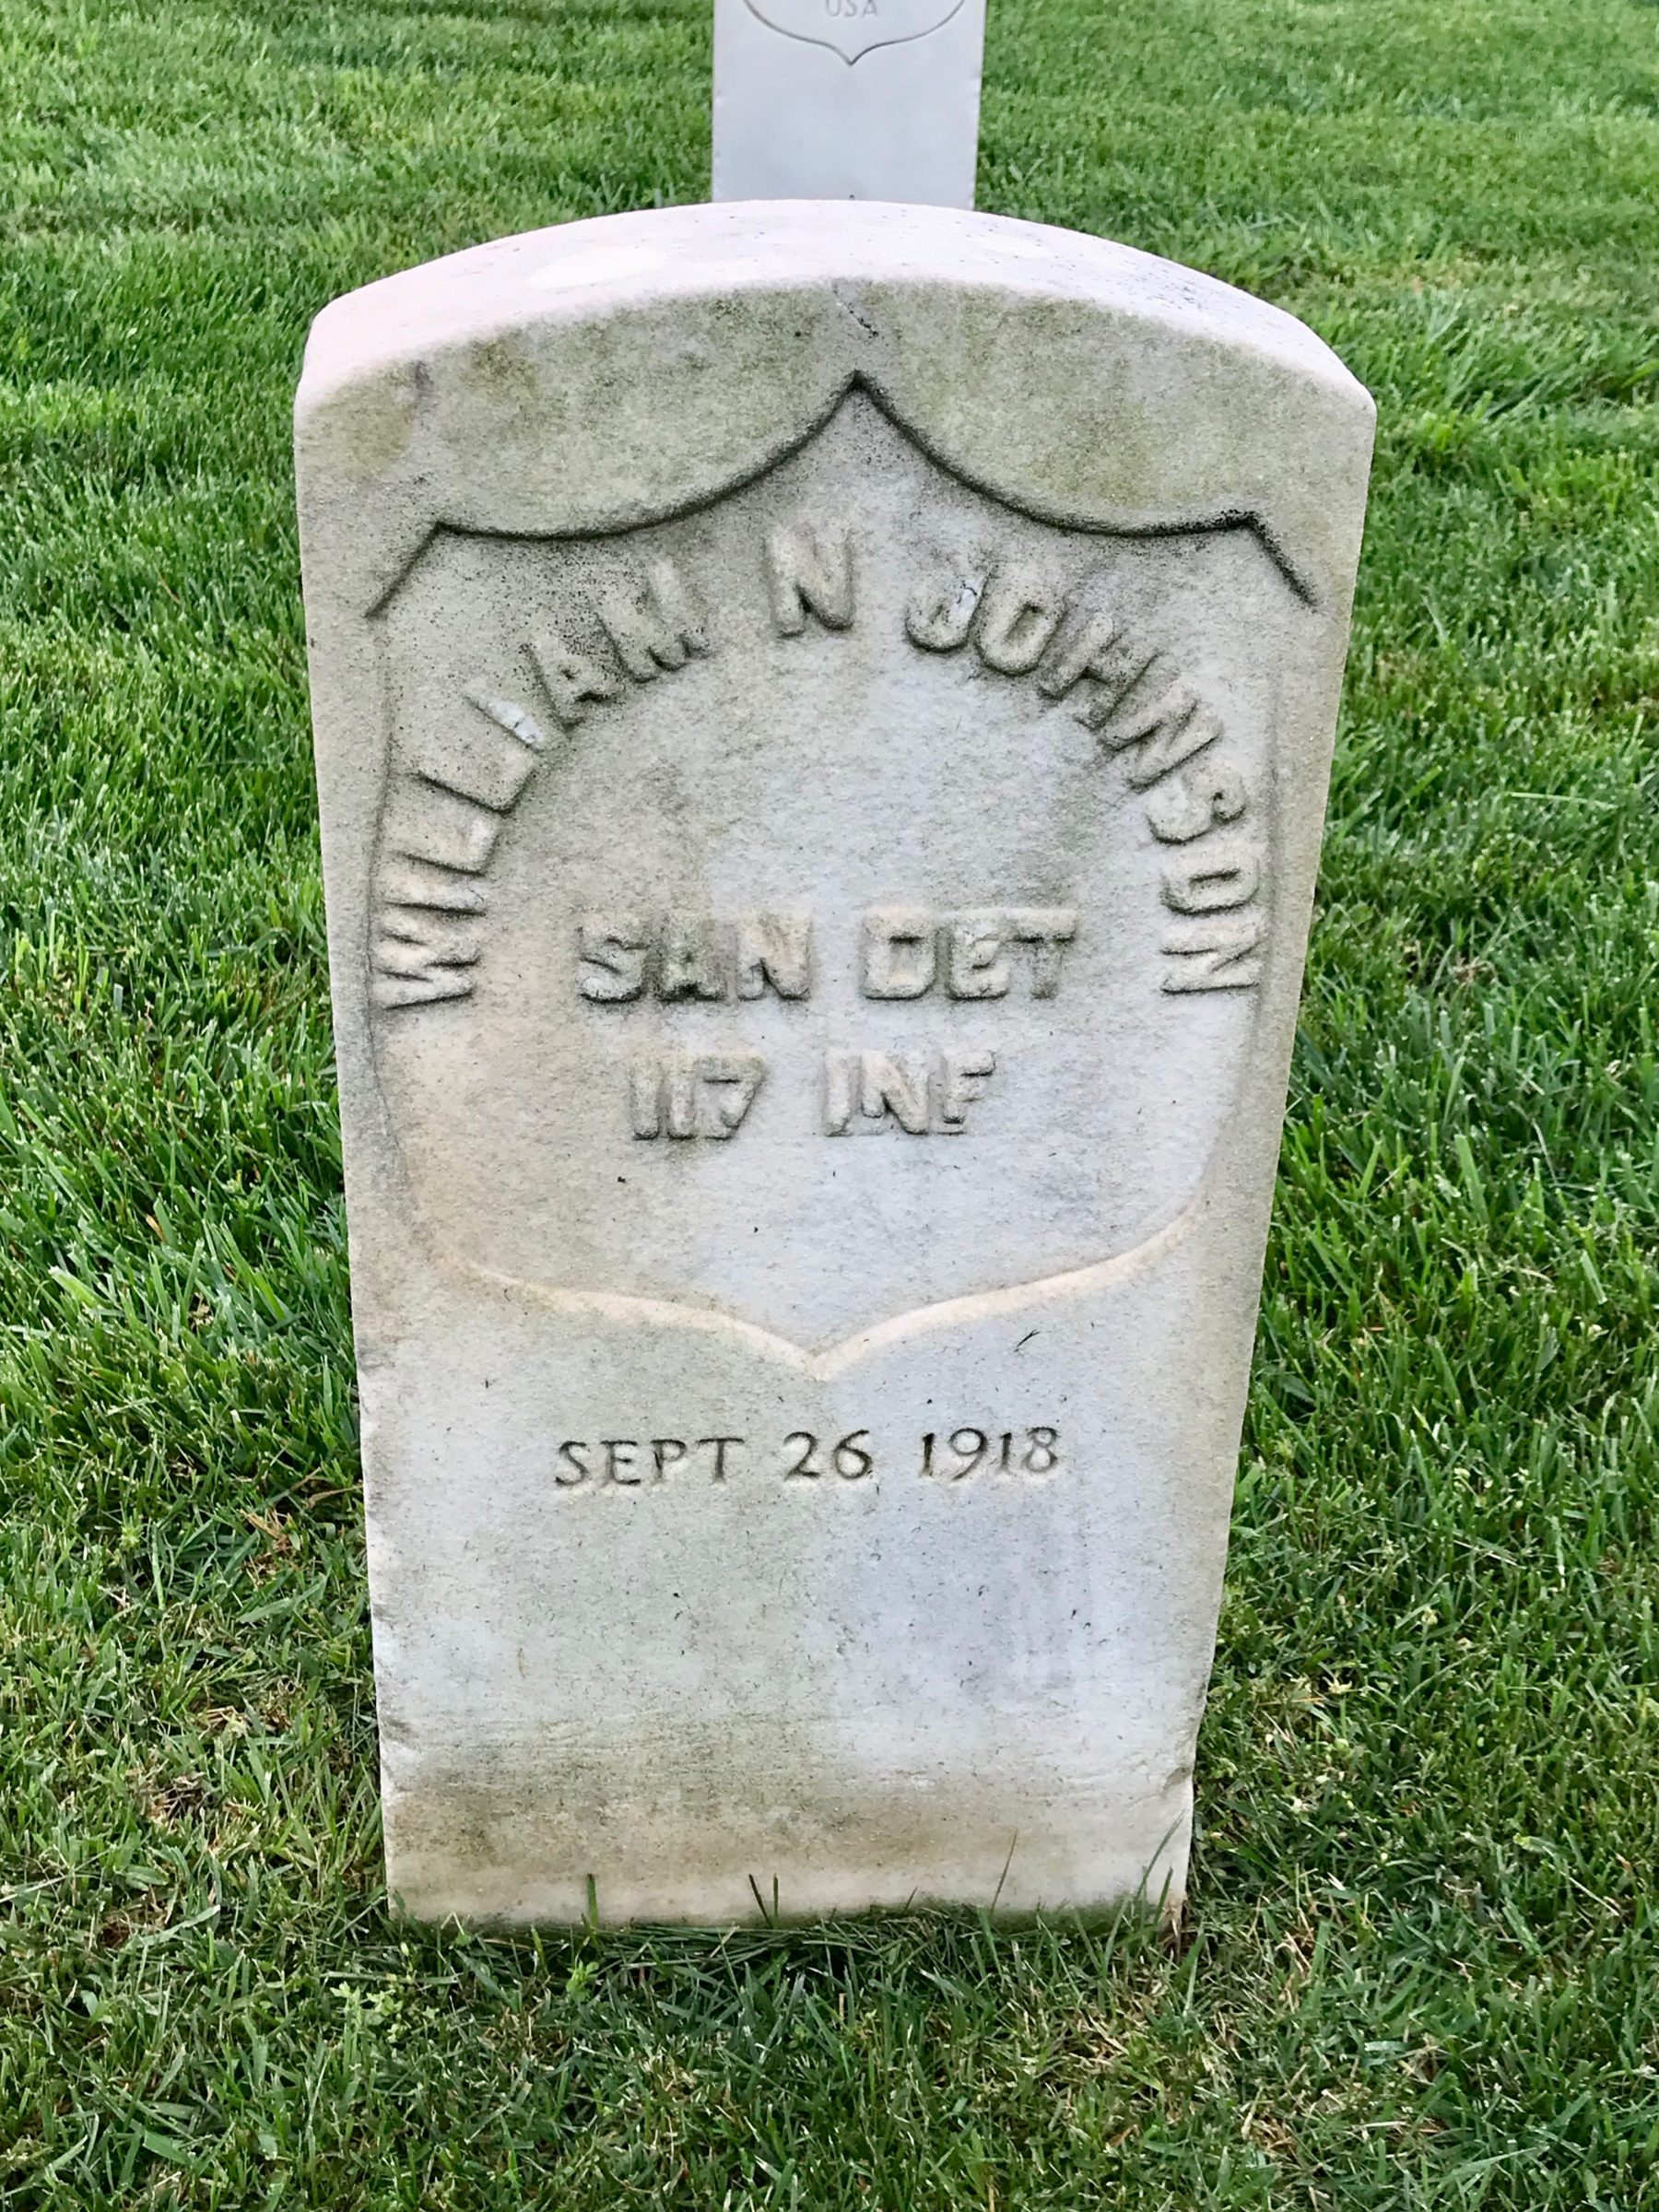 USA
WILLIAM N JOHNSON
SAN DET
117 INF
SEPT 26 1918